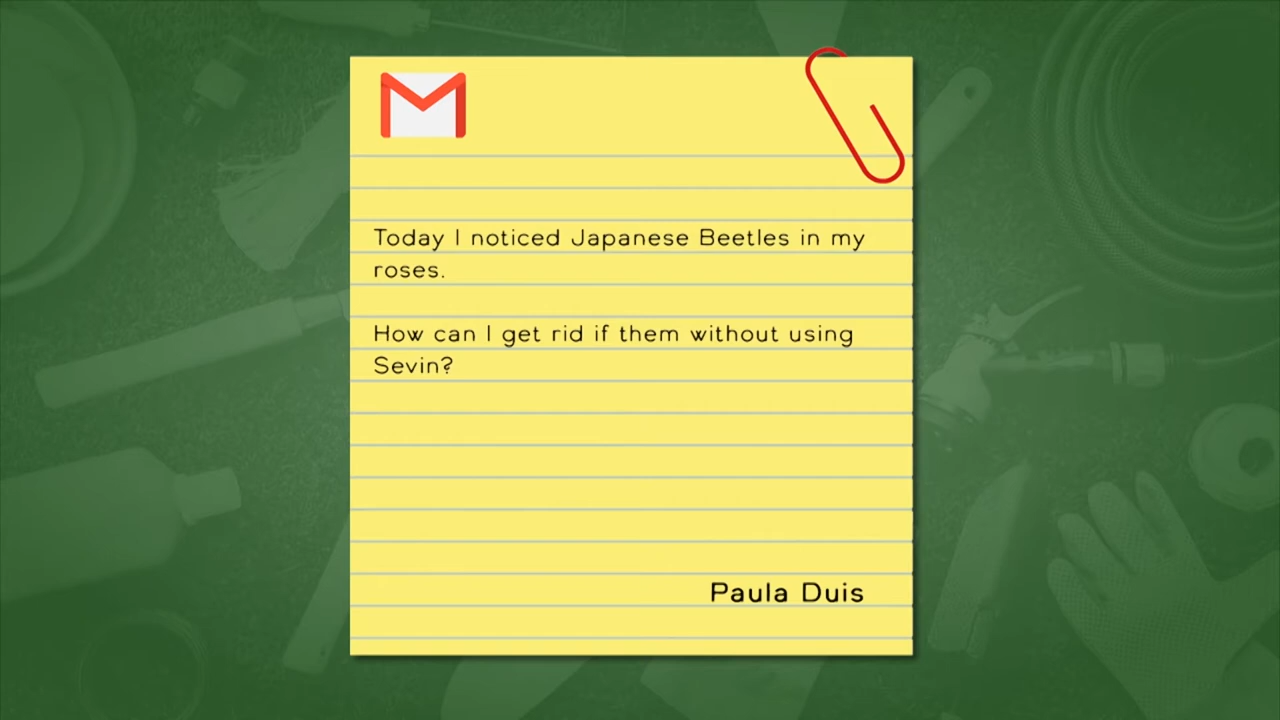 Today I noticed Japanese Beetles in my
roses.
How can I get rid if them without using
Sevin?
Paula Duis